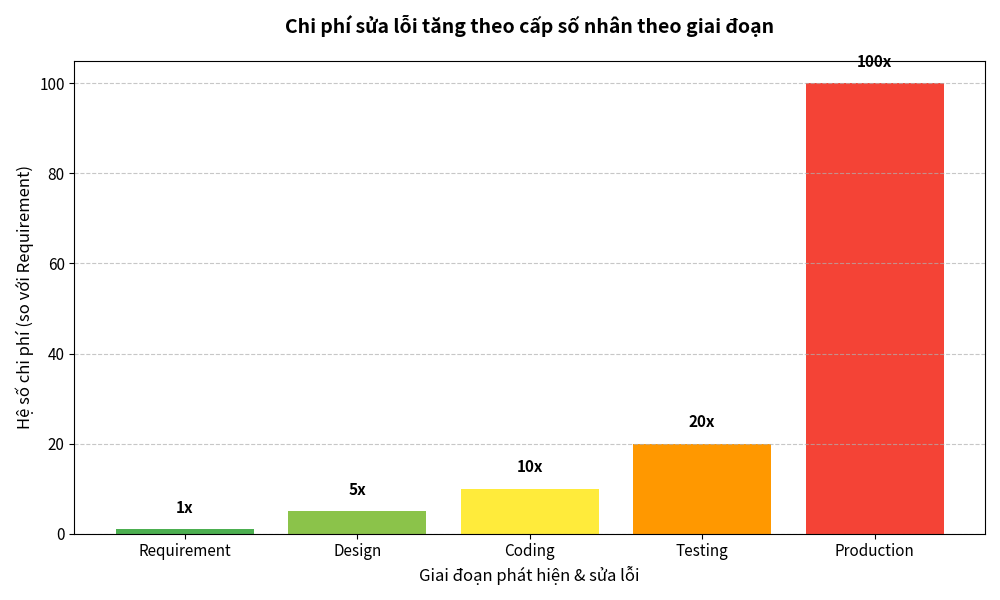 Chi phí sửa lỗi tăng theo cấp số nhân theo giai đoạn
Hệ số chi phí (so với Requirement)
100
80
60
40
20
0
1x
5x
10x
20x
100x
Requirement
Design
Coding
Testing
Production
Giai đoạn phát hiện & sửa lỗi